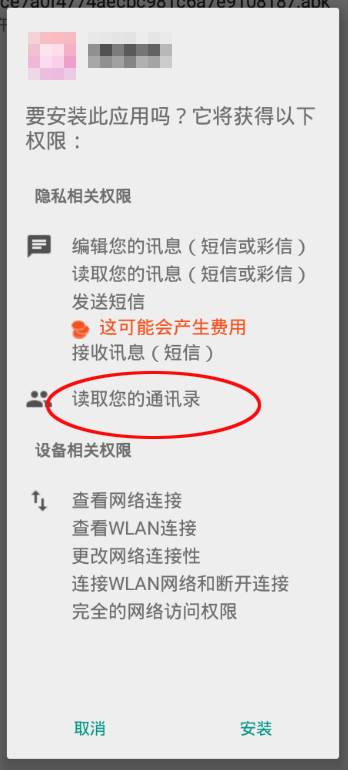 ce7a0f4774aecbc981c6a7e9108187.apk
要安装此应用吗？它将获得以下
权限：
隐私相关权限
编辑您的讯息（短信或彩信）
读取您的讯息（短信或彩信）
发送短信
这可能会产生费用
接收讯息（短信）
读取您的通讯录
设备相关权限
查看网络连接
查看WLAN连接
更改网络连接性
连接WLAN网络和断开连接
完全的网络访问权限
取消
安装